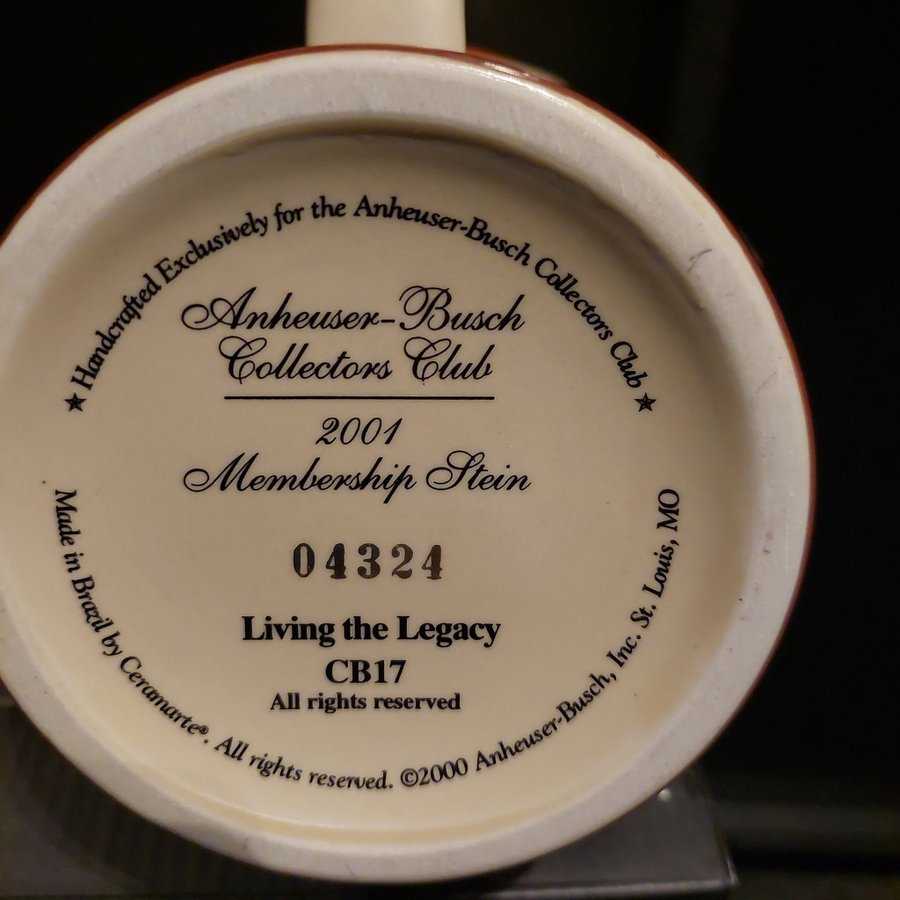 ★ Handcrafted Exclusively for the Anheuser-Busch Collectors Club ★
Anheuser-Busch
Collectors Club
2001
Membership Stein
04324
Living the Legacy
CB17
All rights reserved
Made in Brazil by Ceramarte®. All rights reserved. ©2000 Anheuser-Busch, Inc. St. Louis, MO